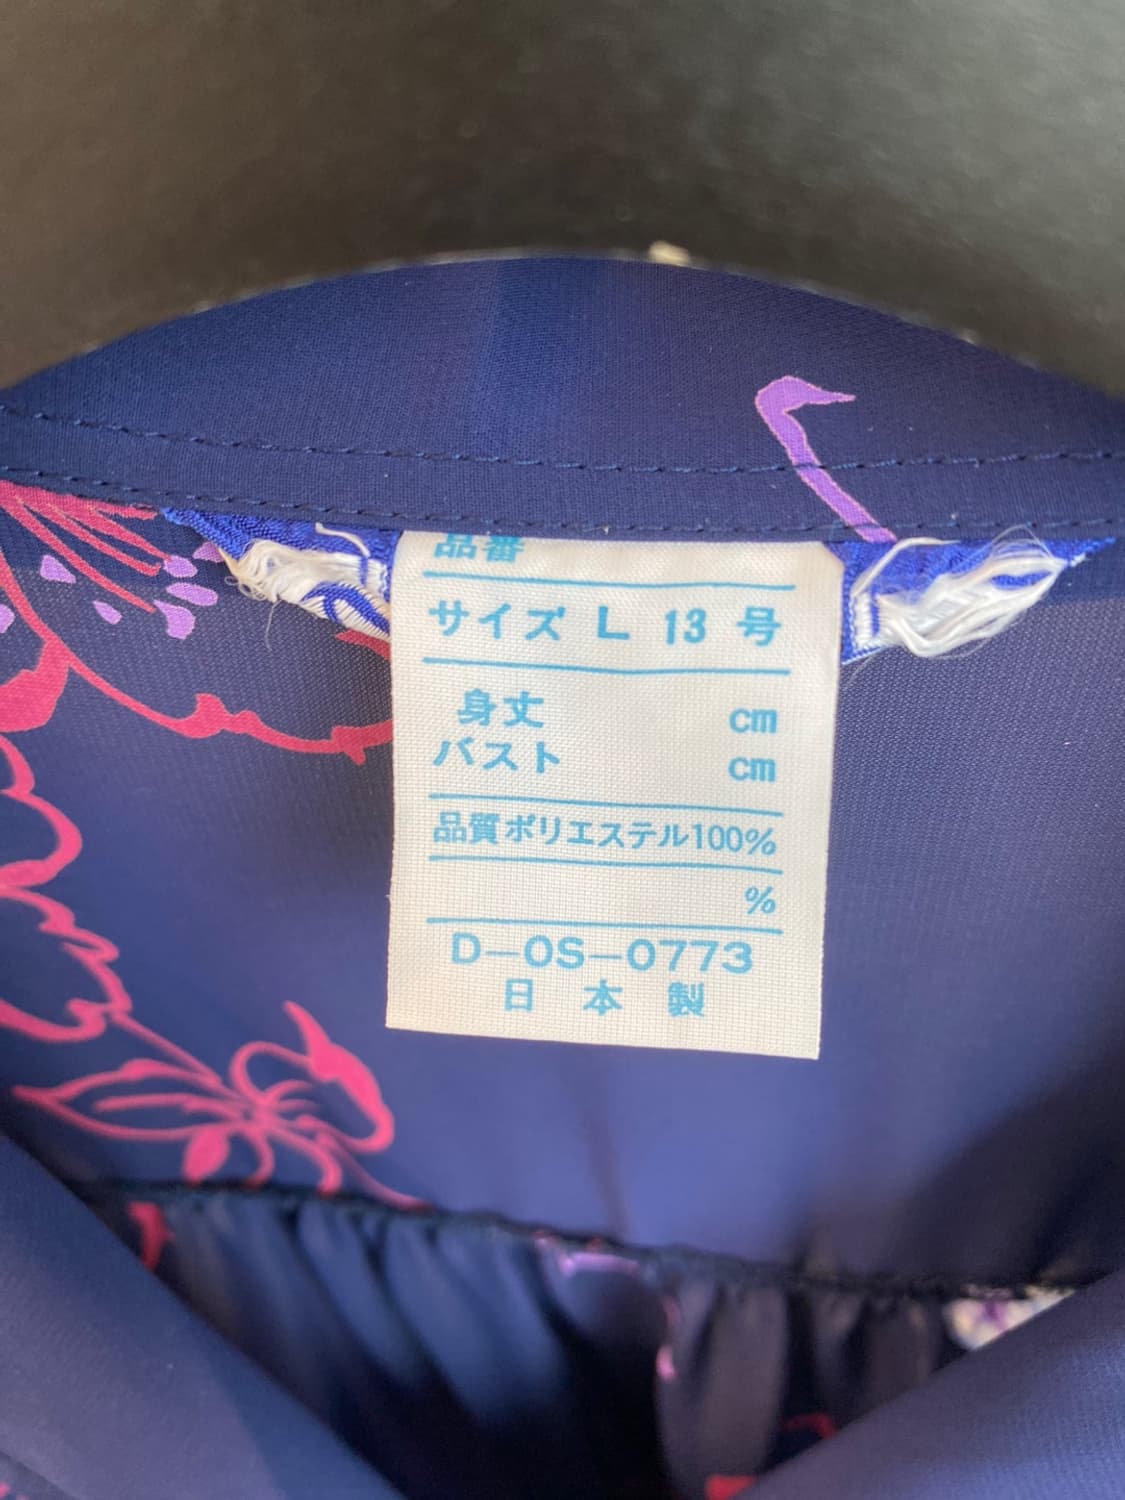 品番
サイズ L 13 号
身丈 cm
バスト cm
品質ポリエステル100%
%
D-OS-0773
日本製